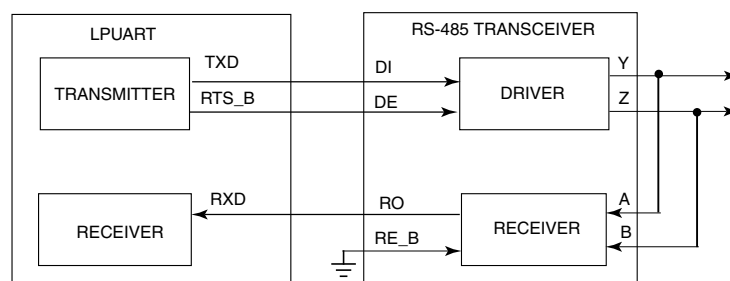 LPUART
RS-485 TRANSCEIVER
TXD
DI
Y
TRANSMITTER
DRIVER
RTS_B
DE
Z
RXD
RO
A
RECEIVER
RECEIVER
RE_B
B